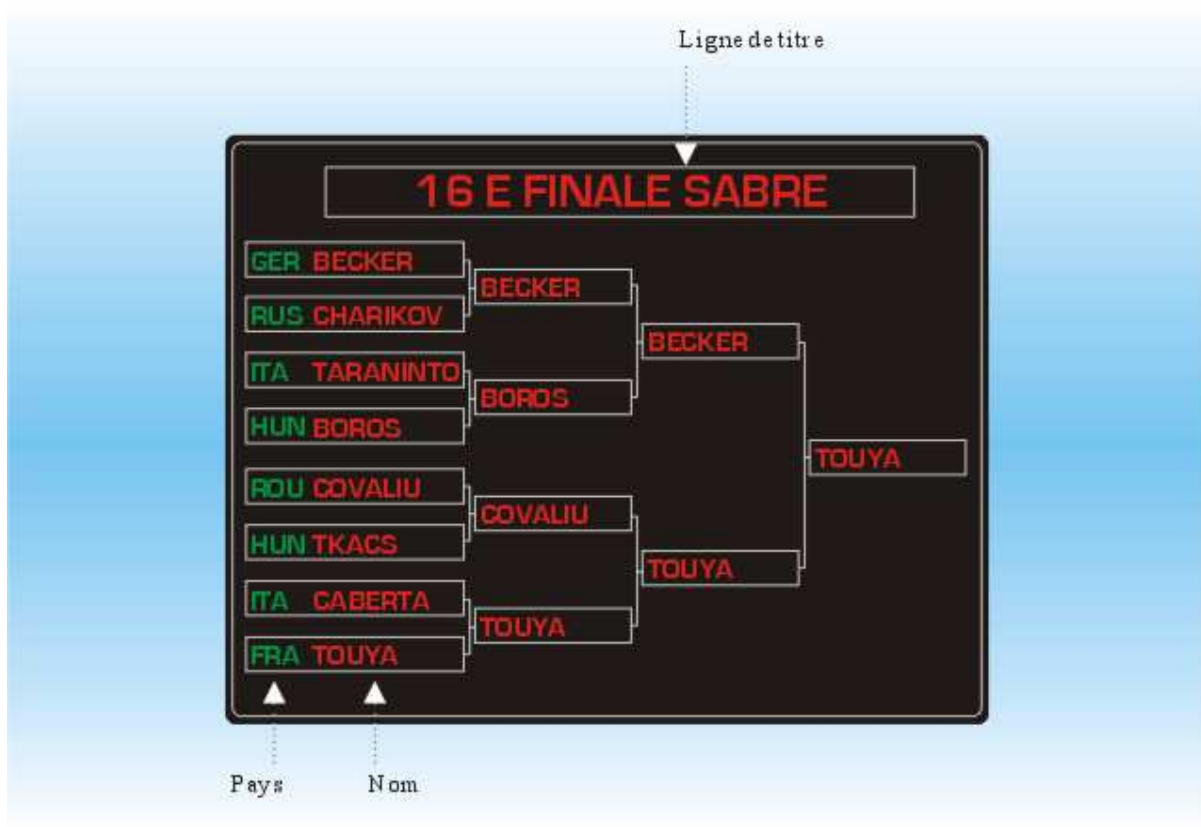 Ligne de titre
16 E FINALE SABRE
GER BECKER
RUS CHARIKOV
ITA TARANINTO
HUN BOROS
ROU COVALIU
HUN TKACS
ITA CABERTA
FRA TOUYA
BECKER
BOROS
COVALIU
TOUYA
BECKER
TOUYA
TOUYA
Pays
Nom